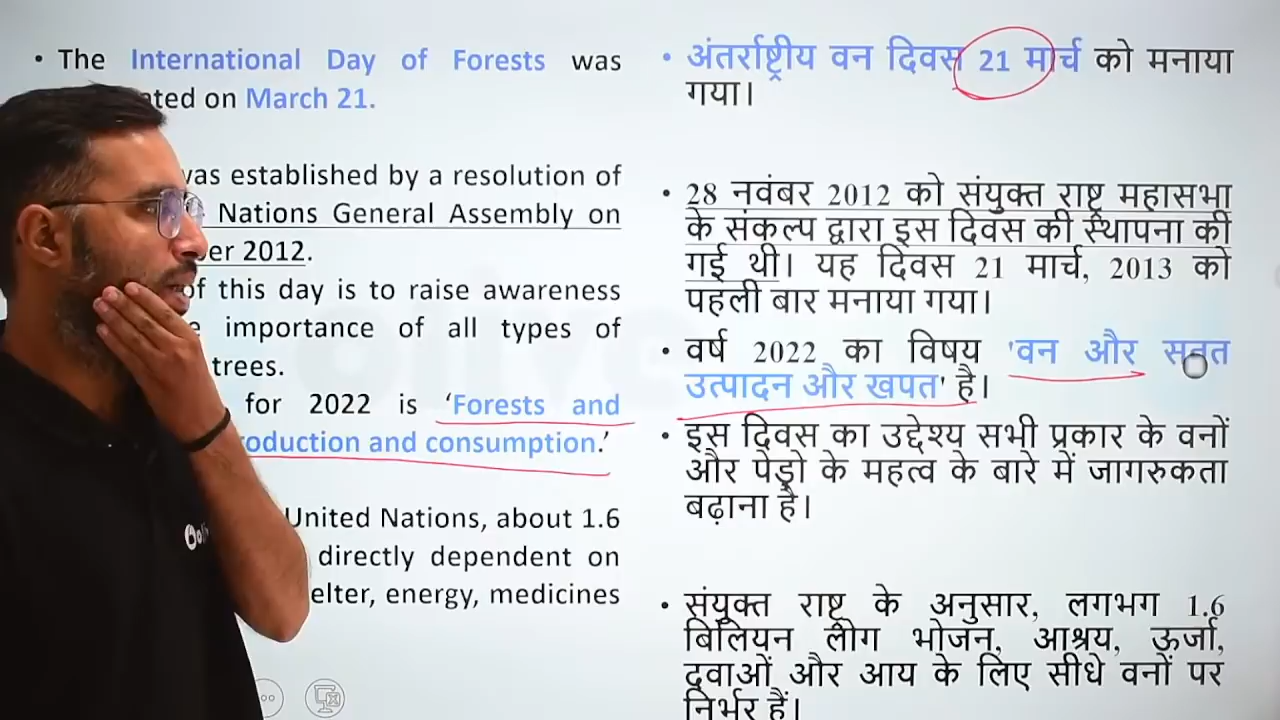 • The International Day of Forests was
ated on March 21.
was established by a resolution of
Nations General Assembly on
er 2012.
of this day is to raise awareness
importance of all types of
trees.
for 2022 is ‘Forests and
oduction and consumption.’
United Nations, about 1.6
directly dependent on
elter, energy, medicines
• अंतर्राष्ट्रीय वन दिवस 21 मार्च को मनाया
गया।
• 28 नवंबर 2012 को संयुक्त राष्ट्र महासभा
के संकल्प द्वारा इस दिवस की स्थापना की
गई थी। यह दिवस 21 मार्च, 2013 को
पहली बार मनाया गया।
• वर्ष 2022 का विषय 'वन और सतत
उत्पादन और खपत' है।
• इस दिवस का उद्देश्य सभी प्रकार के वनों
और पेड़ो के महत्व के बारे में जागरुकता
बढ़ाना है।
• संयुक्त राष्ट्र के अनुसार, लगभग 1.6
बिलियन लोग भोजन, आश्रय, ऊर्जा,
दवाओं और आय के लिए सीधे वनों पर
निर्भर हैं।